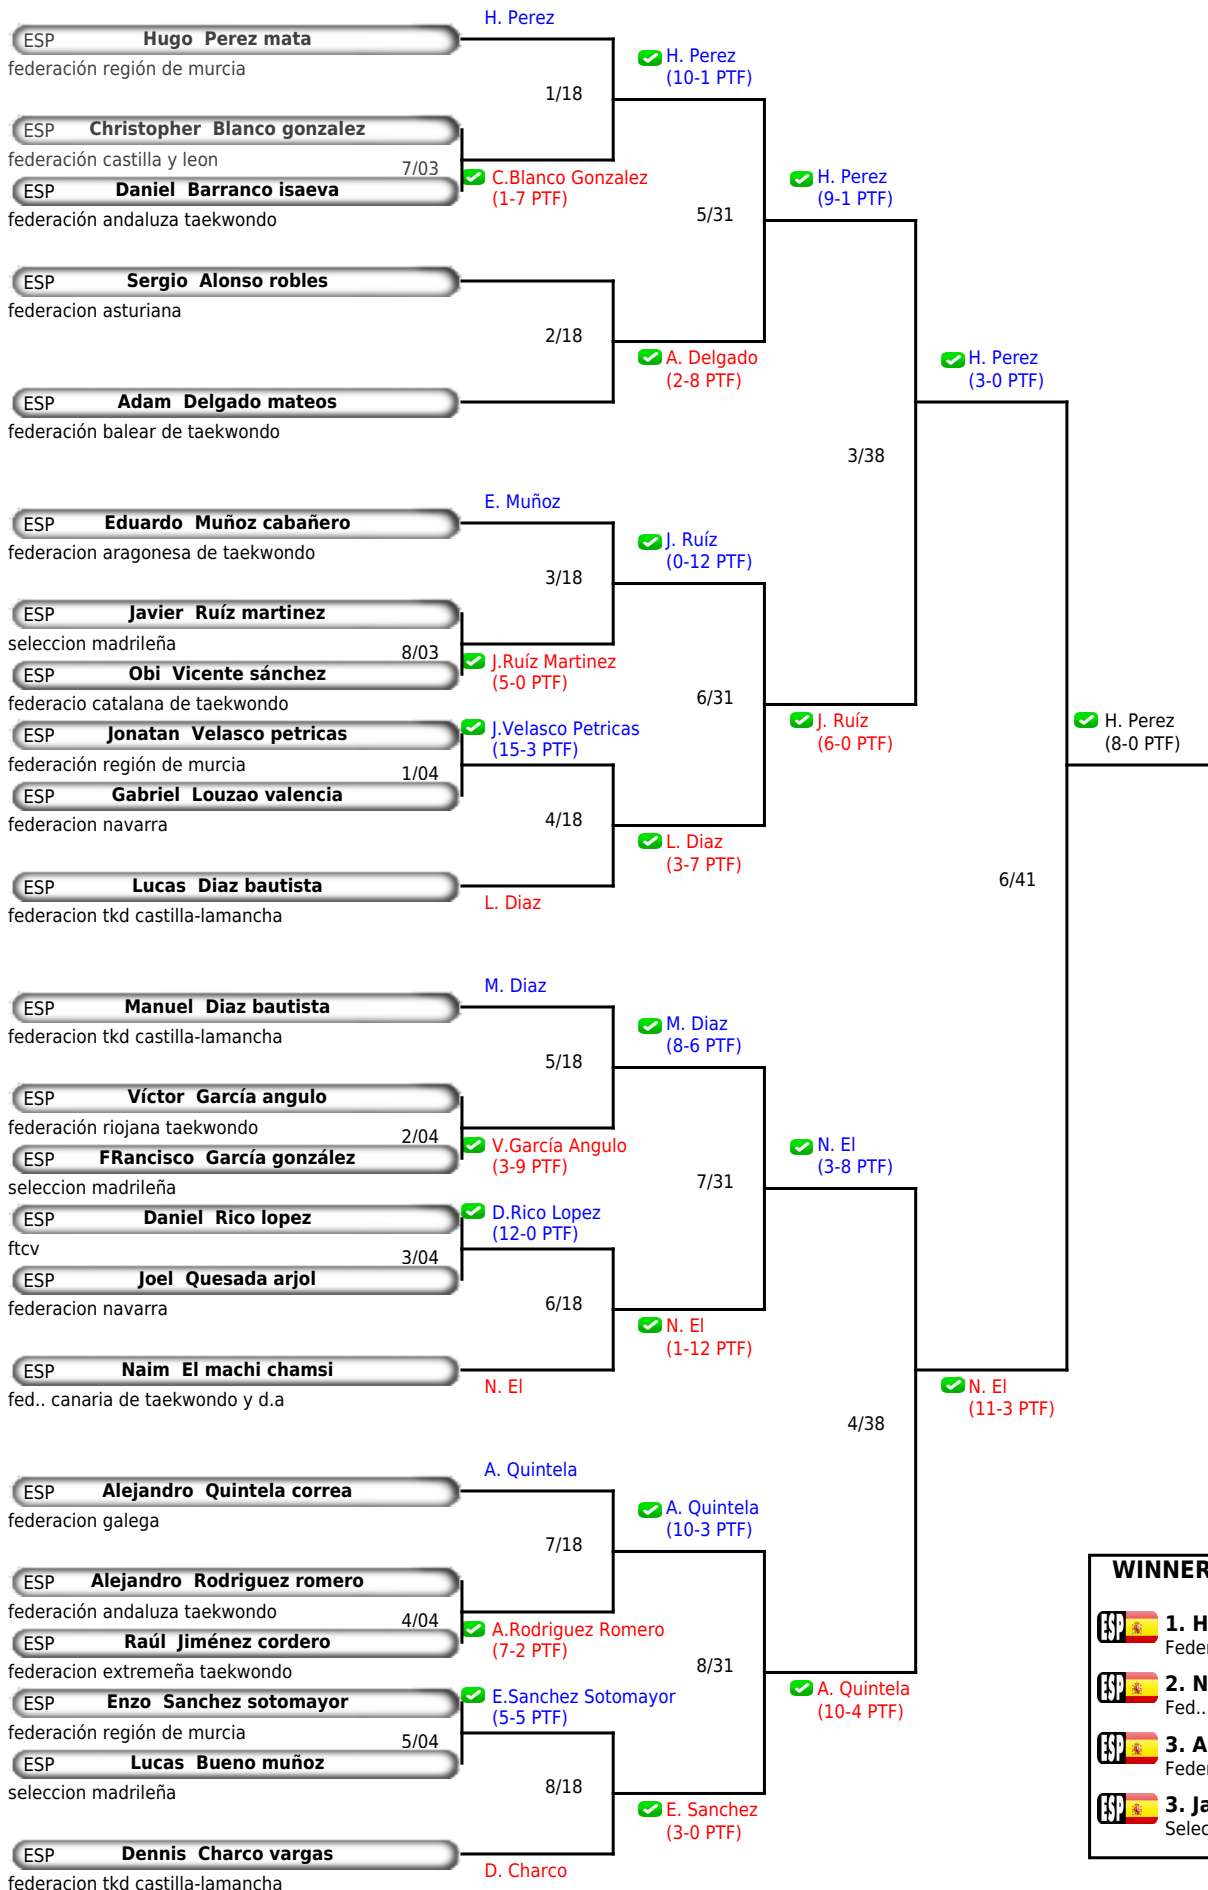 H. Perez
ESP Hugo Perez mata
federación región de murcia
H. Perez
(10-1 PTF)
1/18
ESP Christopher Blanco gonzalez
federación castilla y leon
7/03
C.Blanco Gonzalez
(1-7 PTF)
ESP Daniel Barranco isaeva
federación andaluza taekwondo
H. Perez
(9-1 PTF)
5/31
ESP Sergio Alonso robles
federacion asturiana
2/18
A. Delgado
(2-8 PTF)
ESP Adam Delgado mateos
federación balear de taekwondo
H. Perez
(3-0 PTF)
3/38
E. Muñoz
ESP Eduardo Muñoz cabañero
federacion aragonesa de taekwondo
J. Ruíz
(0-12 PTF)
3/18
ESP Javier Ruíz martinez
seleccion madrileña
8/03
J.Ruíz Martinez
(5-0 PTF)
ESP Obi Vicente sánchez
federacio catalana de taekwondo
6/31
J. Ruíz
(6-0 PTF)
H. Perez
(8-0 PTF)
J.Velasco Petricas
(15-3 PTF)
ESP Jonatan Velasco petricas
federación región de murcia
1/04
ESP Gabriel Louzao valencia
federacion navarra
4/18
L. Diaz
(3-7 PTF)
ESP Lucas Diaz bautista
federacion tkd castilla-lamancha
L. Diaz
6/41
M. Diaz
ESP Manuel Diaz bautista
federacion tkd castilla-lamancha
M. Diaz
(8-6 PTF)
5/18
ESP Víctor García angulo
federación riojana taekwondo
2/04
V.García Angulo
(3-9 PTF)
ESP FRancisco García gonzález
seleccion madrileña
7/31
N. El
(3-8 PTF)
D.Rico Lopez
(12-0 PTF)
ESP Daniel Rico lopez
ftcv
3/04
ESP Joel Quesada arjol
federacion navarra
6/18
N. El
(1-12 PTF)
ESP Naim El machi chamsi
fed.. canaria de taekwondo y d.a
N. El
N. El
(11-3 PTF)
4/38
A. Quintela
ESP Alejandro Quintela correa
federacion galega
A. Quintela
(10-3 PTF)
7/18
ESP Alejandro Rodriguez romero
federación andaluza taekwondo
4/04
A.Rodriguez Romero
(7-2 PTF)
ESP Raúl Jiménez cordero
federacion extremeña taekwondo
8/31
A. Quintela
(10-4 PTF)
E.Sanchez Sotomayor
(5-5 PTF)
ESP Enzo Sanchez sotomayor
federación región de murcia
5/04
ESP Lucas Bueno muñoz
seleccion madrileña
8/18
E. Sanchez
(3-0 PTF)
ESP Dennis Charco vargas
federacion tkd castilla-lamancha
D. Charco
WINNER
ESP 1. H
Feder
ESP 2. N
Fed..
ESP 3. A
Feder
ESP 3. Ja
Selec